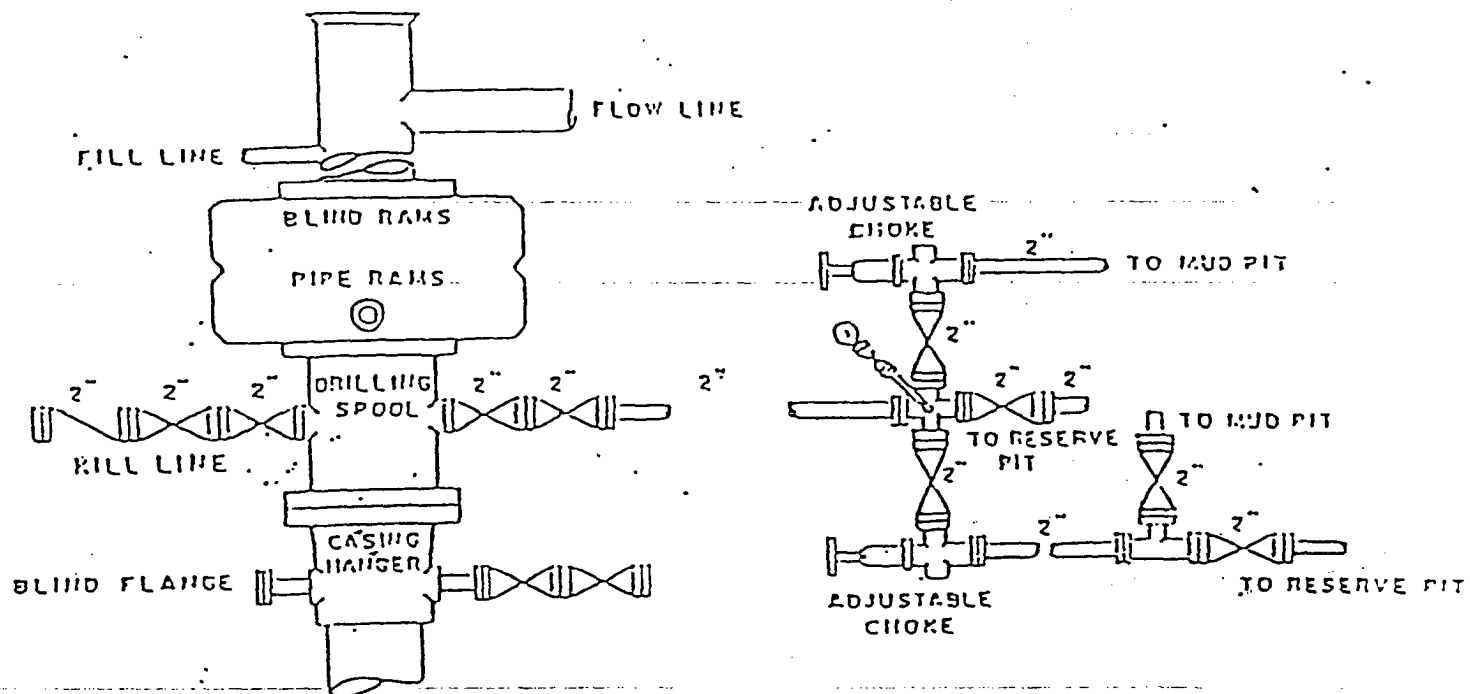 FLOW LINE
FILL LINE
BLIND RAMS
PIPE RAMS
2" 2" 2"
DRILLING
SPOOL
2" 2" 2"
KILL LINE
CASING
HANGER
BLIND FLANGE
ADJUSTABLE
CHOKE
2"
TO MUD PIT
2"
2" 2"
TO RESERVE
PIT
2"
TO MUD PIT
2"
2" 2"
TO RESERVE PIT
ADJUSTABLE
CHOKE